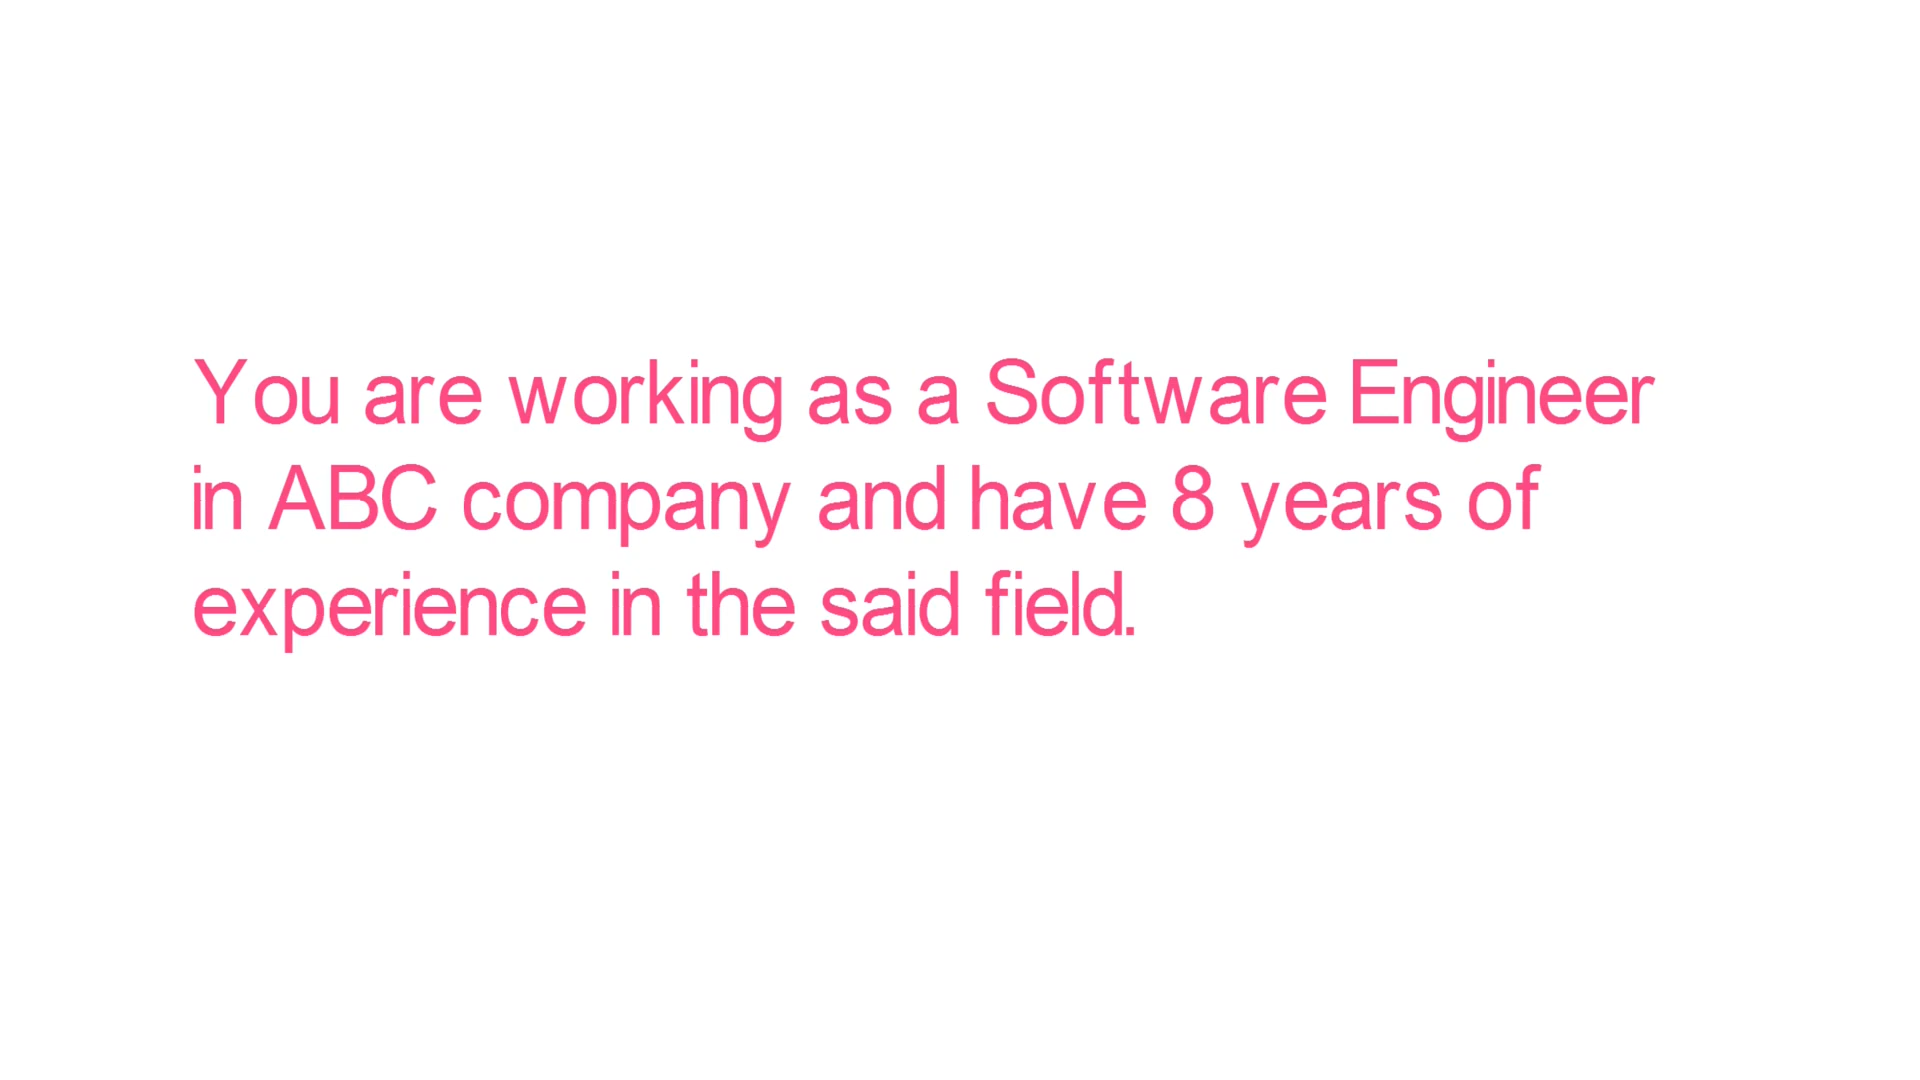 You are working as a Software Engineer
in ABC company and have 8 years of
experience in the said field.